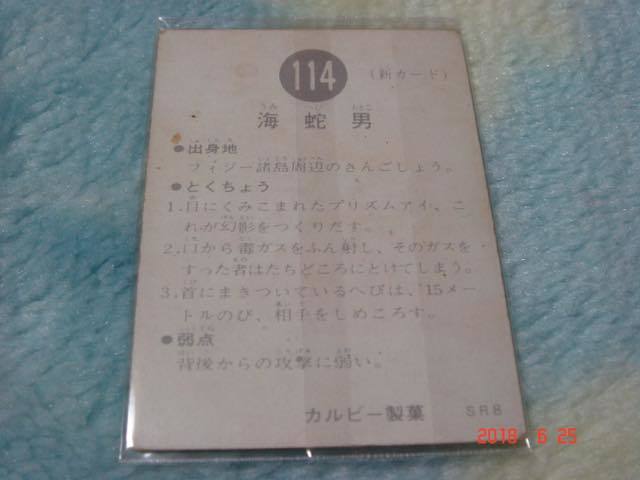 114
(新カード)
海蛇男
●出身地
フィジー諸島周辺のさんごしょう。
●とくちょう
1.目にくみこまれたプリズムアイ、こ
れが幻影をつくりだす。
2.口から毒ガスをふん射し、そのガスを
すった者はたちどころにとけてしまう。
3.首にまきついているへびは、15メー
トルのび、相手をしめころす。
●弱点
背後からの攻撃に弱い。
カルビー製菓 SR8
2018 6 25